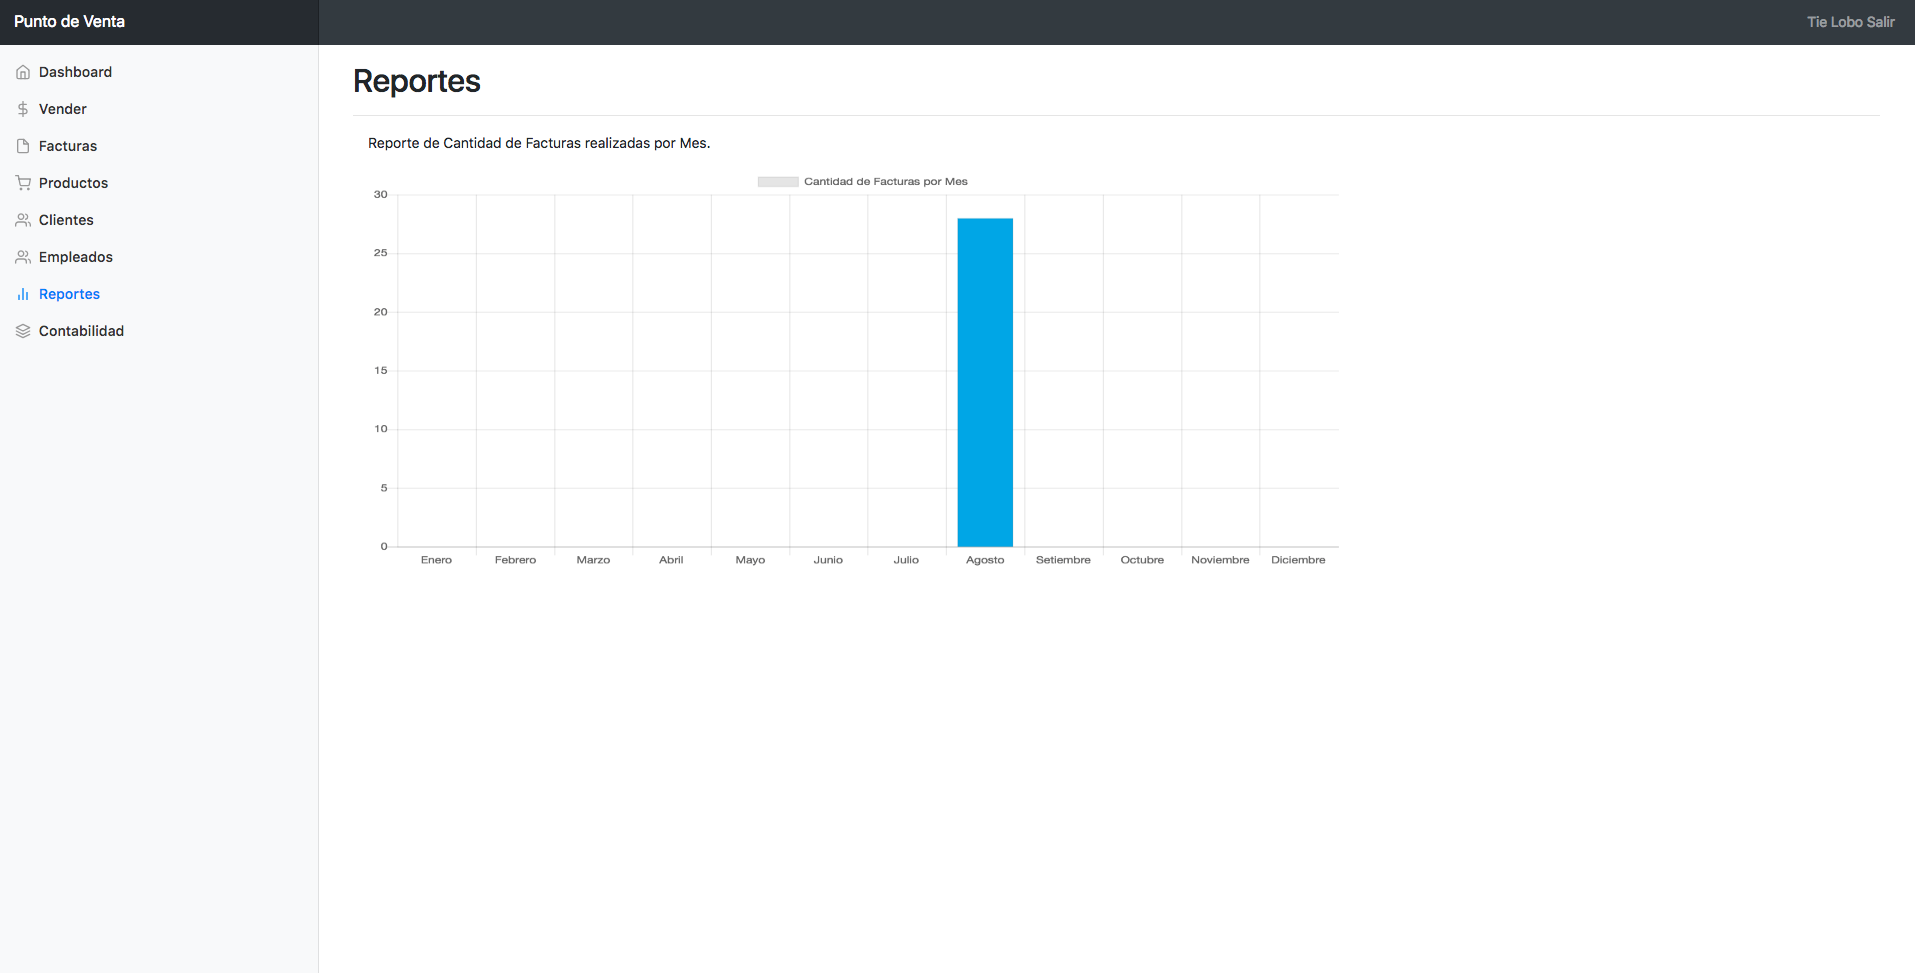 Punto de Venta
Tie Lobo Salir
Dashboard
Vender
Facturas
Productos
Clientes
Empleados
Reportes
Contabilidad
Reportes
Reporte de Cantidad de Facturas realizadas por Mes.
Cantidad de Facturas por Mes
30
25
20
15
10
5
0
Enero Febrero Marzo Abril Mayo Junio Julio Agosto Setiembre Octubre Noviembre Diciembre